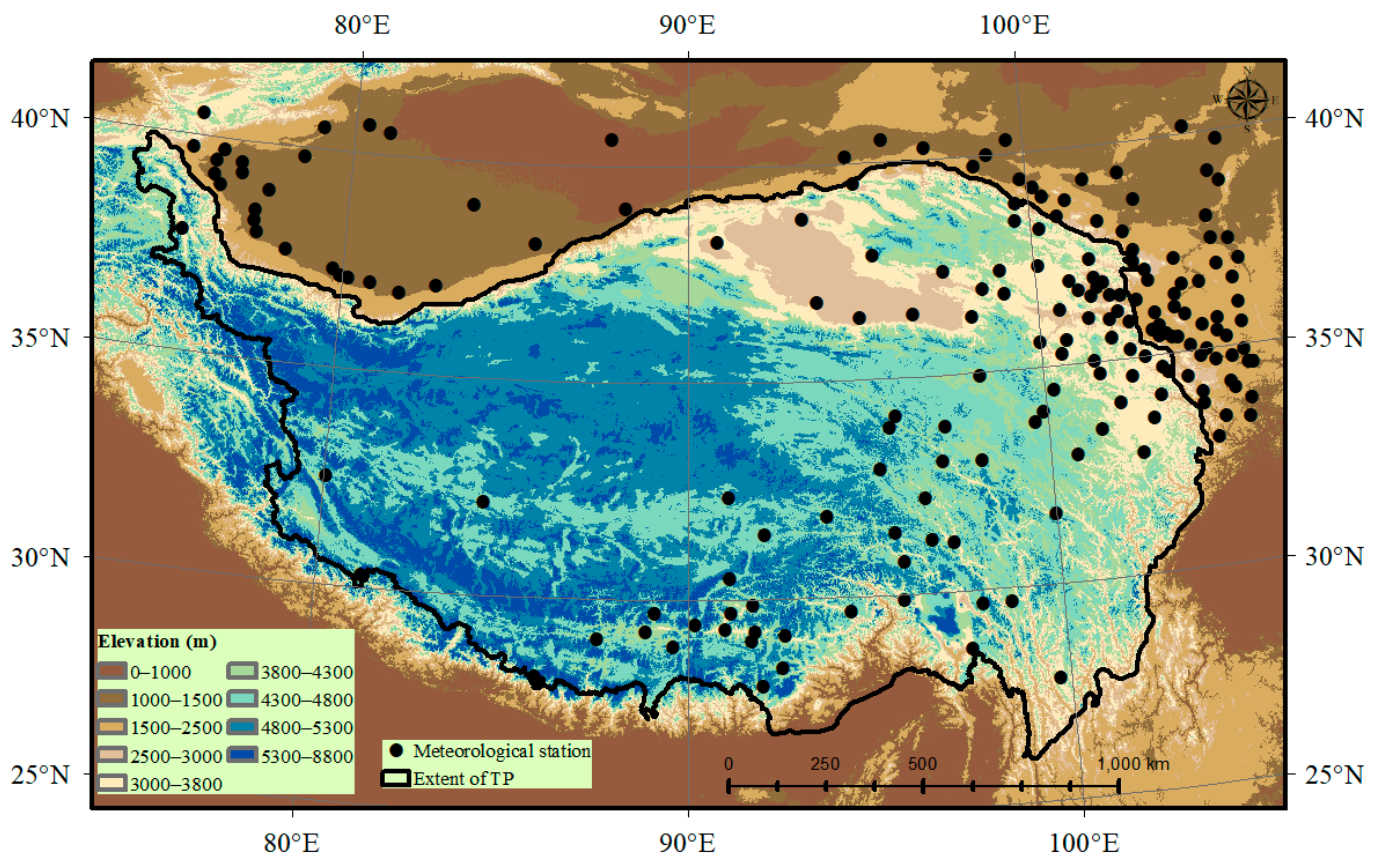 80°E 90°E 100°E
40°N 40°N
W E
S
35°N 35°N
30°N 30°N
Elevation (m)
0–1000 3800–4300
1000–1500 4300–4800
1500–2500 4800–5300
2500–3000 5300–8800
3000–3800
Meteorological station
Extent of TP
0 250 500 1,000 km
25°N 25°N
80°E 90°E 100°E